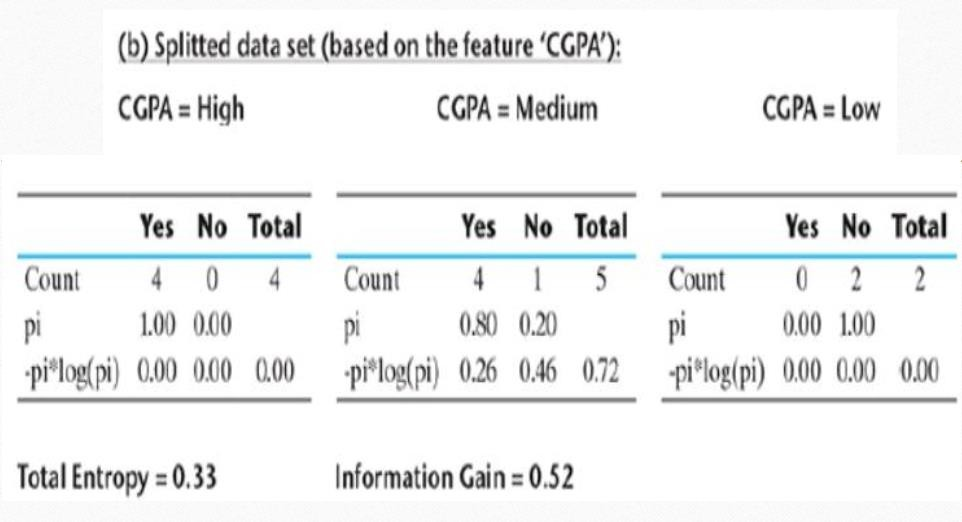 (b) Splitted data set (based on the feature 'CGPA'):
CGPA = High CGPA = Medium CGPA = Low
Yes No Total Yes No Total Yes No Total
Count 4 0 4 Count 4 1 5 Count 0 2 2
pi 1.00 0.00 pi 0.80 0.20 pi 0.00 1.00
-pi*log(pi) 0.00 0.00 0.00 -pi*log(pi) 0.26 0.46 0.72 -pi*log(pi) 0.00 0.00 0.00
Total Entropy = 0.33 Information Gain = 0.52